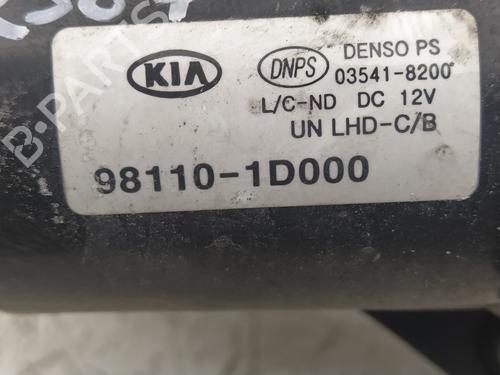 KIA
DNPS
DENSO PS
03541-8200
L/C-ND DC 12V
UN LHD-C/B
98110-1D000
B-PARTS